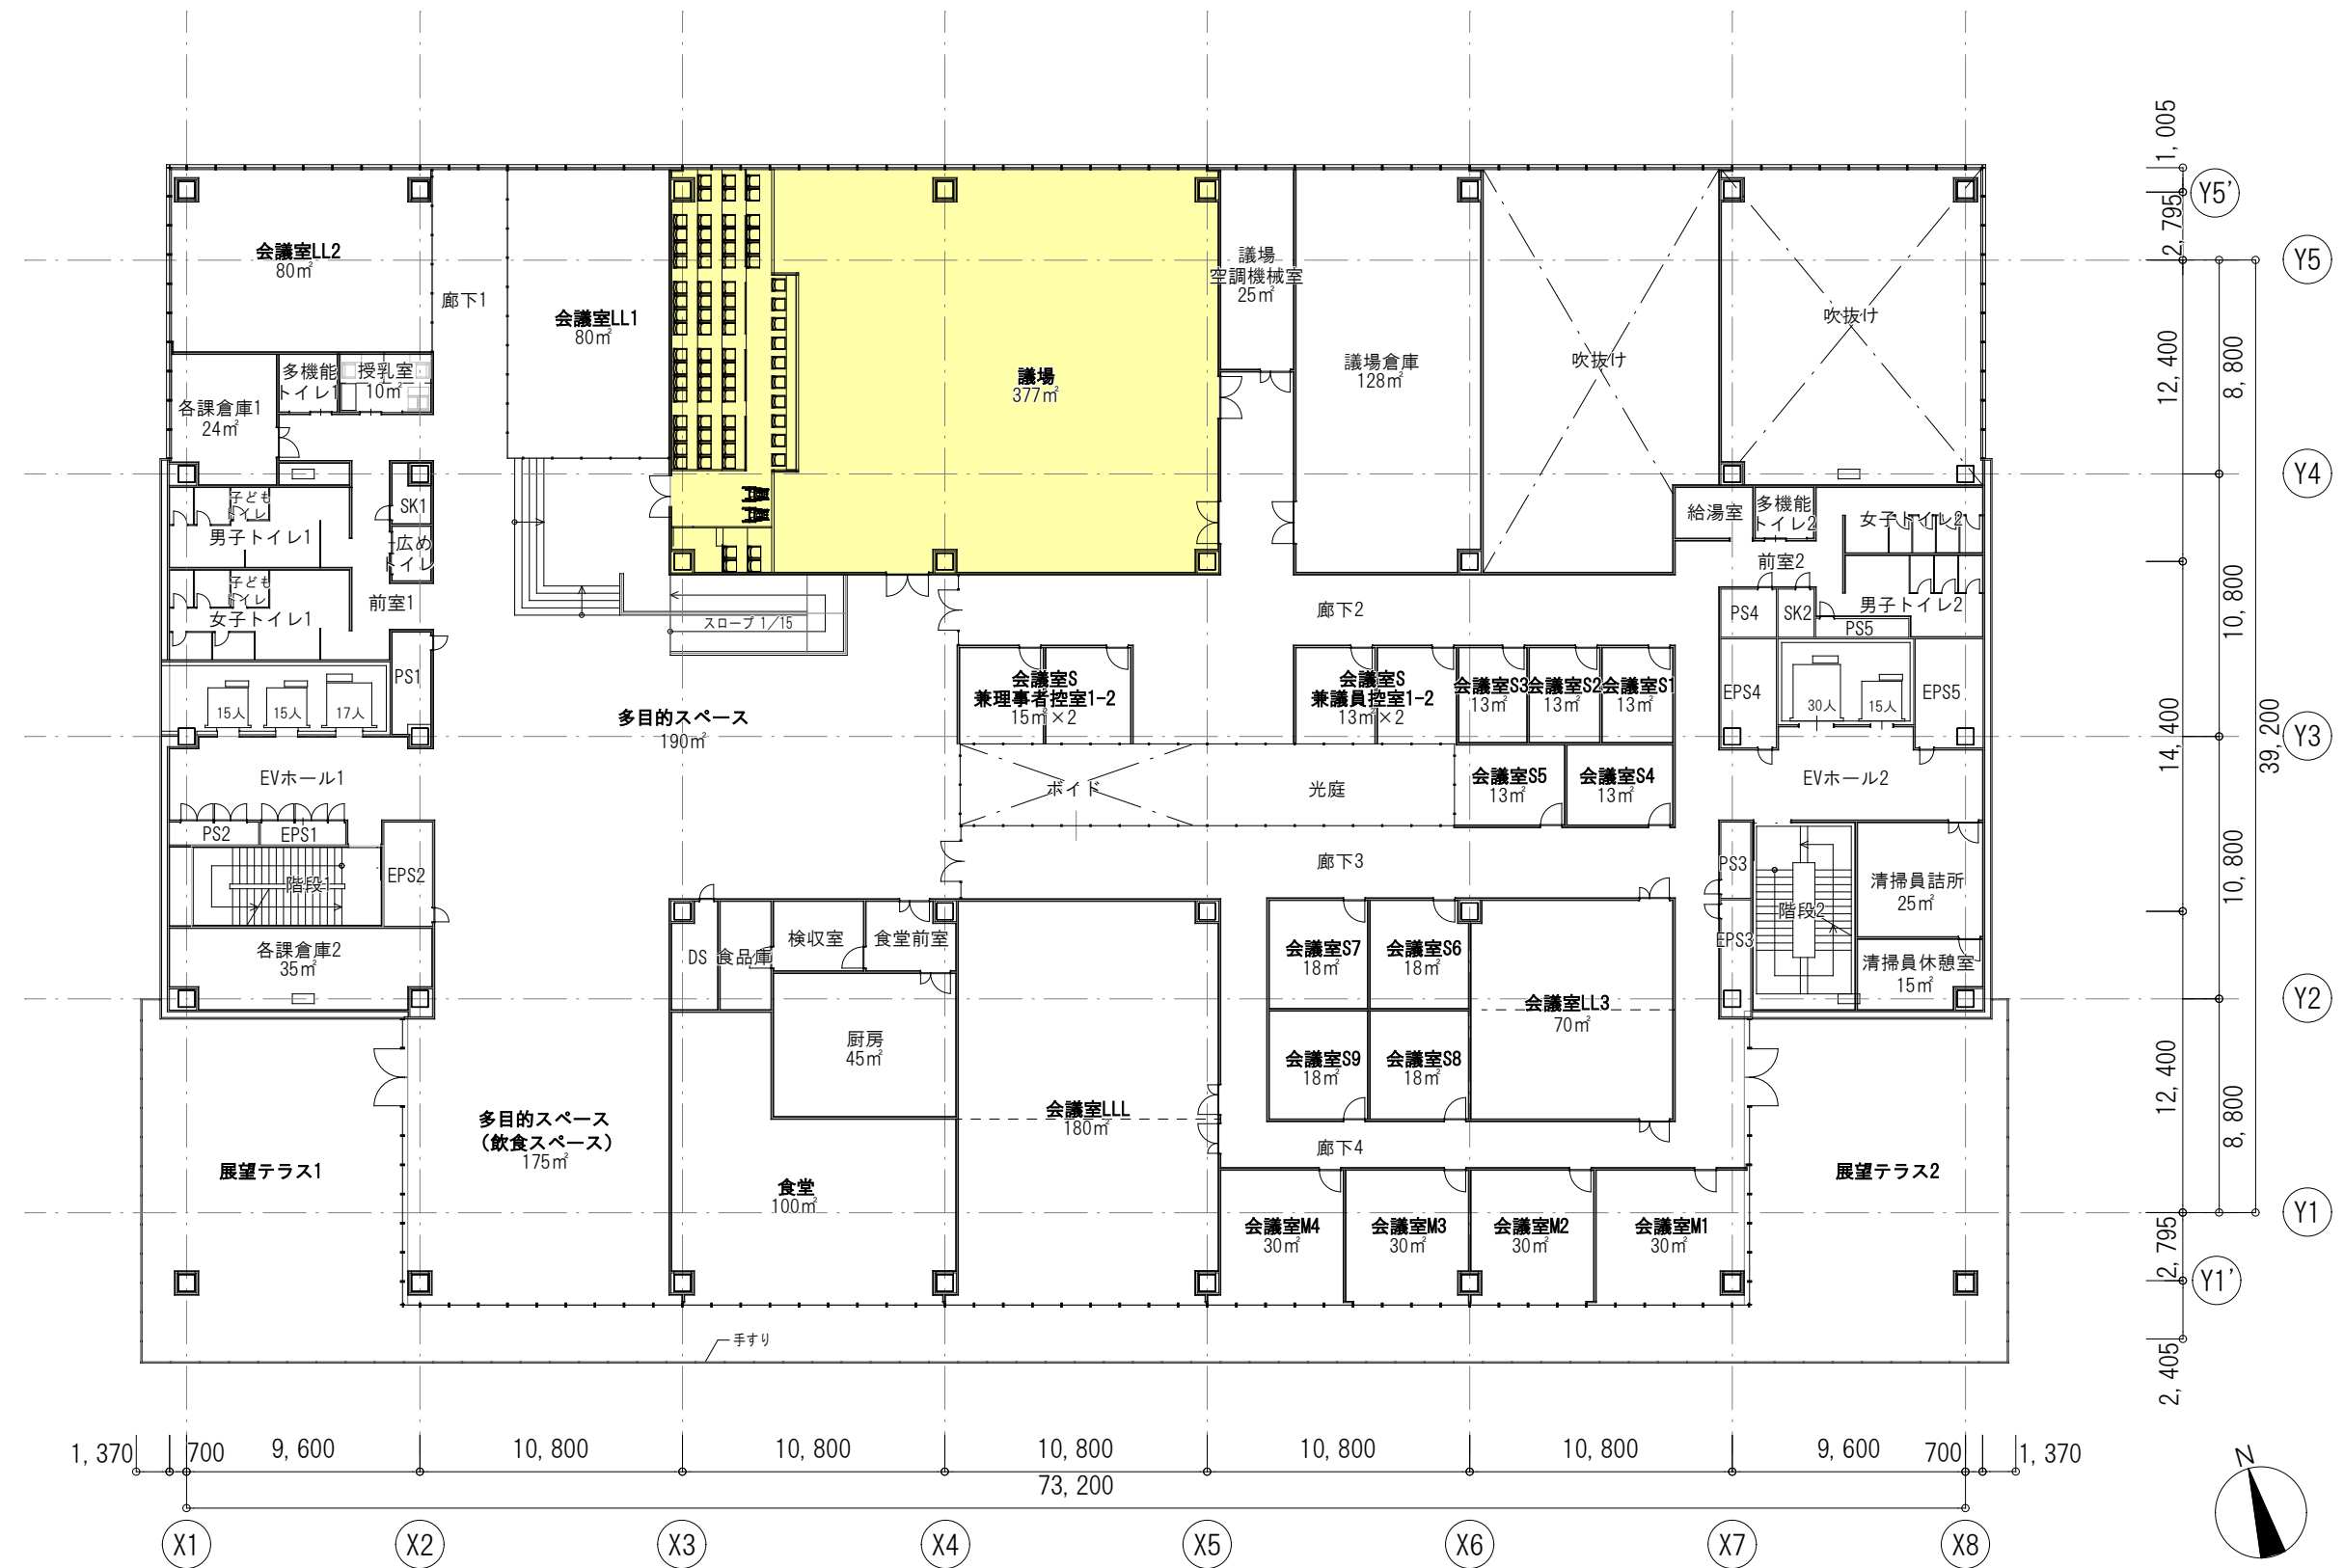 1,005
Y5'
2,795
Y5
会議室LL2
80㎡
廊下1
会議室LL1
80㎡
議場
377㎡
議場
空調機械室
25㎡
議場倉庫
128㎡
吹抜け
吹抜け
12,400
8,800
多機能
トイレ1
授乳室
10㎡
各課倉庫1
24㎡
Y4
子ども
トイレ
SK1
男子トイレ1
広め
トイレ
給湯室
多機能
トイレ2
女子トイレ2
前室2
子ども
トイレ
女子トイレ1
前室1
スロープ 1/15
廊下2
PS4
SK2
男子トイレ2
PS5
10,800
PS1
15人
15人
17人
多目的スペース
190㎡
会議室S
兼理事者控室1-2
15㎡×2
会議室S
兼議員控室1-2
13㎡×2
会議室S3
13㎡
会議室S2
13㎡
会議室S1
13㎡
EPS4
30人
15人
EPS5
14,400
39,200
Y3
EVホール1
ボイド
光庭
会議室S5
13㎡
会議室S4
13㎡
EVホール2
PS2
EPS1
EPS2
階段1
廊下3
PS3
EPS3
階段2
清掃員詰所
25㎡
10,800
各課倉庫2
35㎡
DS
食品庫
検収室
食堂前室
会議室S7
18㎡
会議室S6
18㎡
会議室LL3
70㎡
清掃員休憩室
15㎡
Y2
厨房
45㎡
会議室S9
18㎡
会議室S8
18㎡
12,400
8,800
展望テラス1
多目的スペース
(飲食スペース)
175㎡
食堂
100㎡
会議室LLL
180㎡
廊下4
展望テラス2
会議室M4
30㎡
会議室M3
30㎡
会議室M2
30㎡
会議室M1
30㎡
Y1
2,795
Y1'
手すり
2,405
1,370
700
9,600
10,800
10,800
10,800
10,800
10,800
9,600
700
1,370
73,200
N
X1
X2
X3
X4
X5
X6
X7
X8